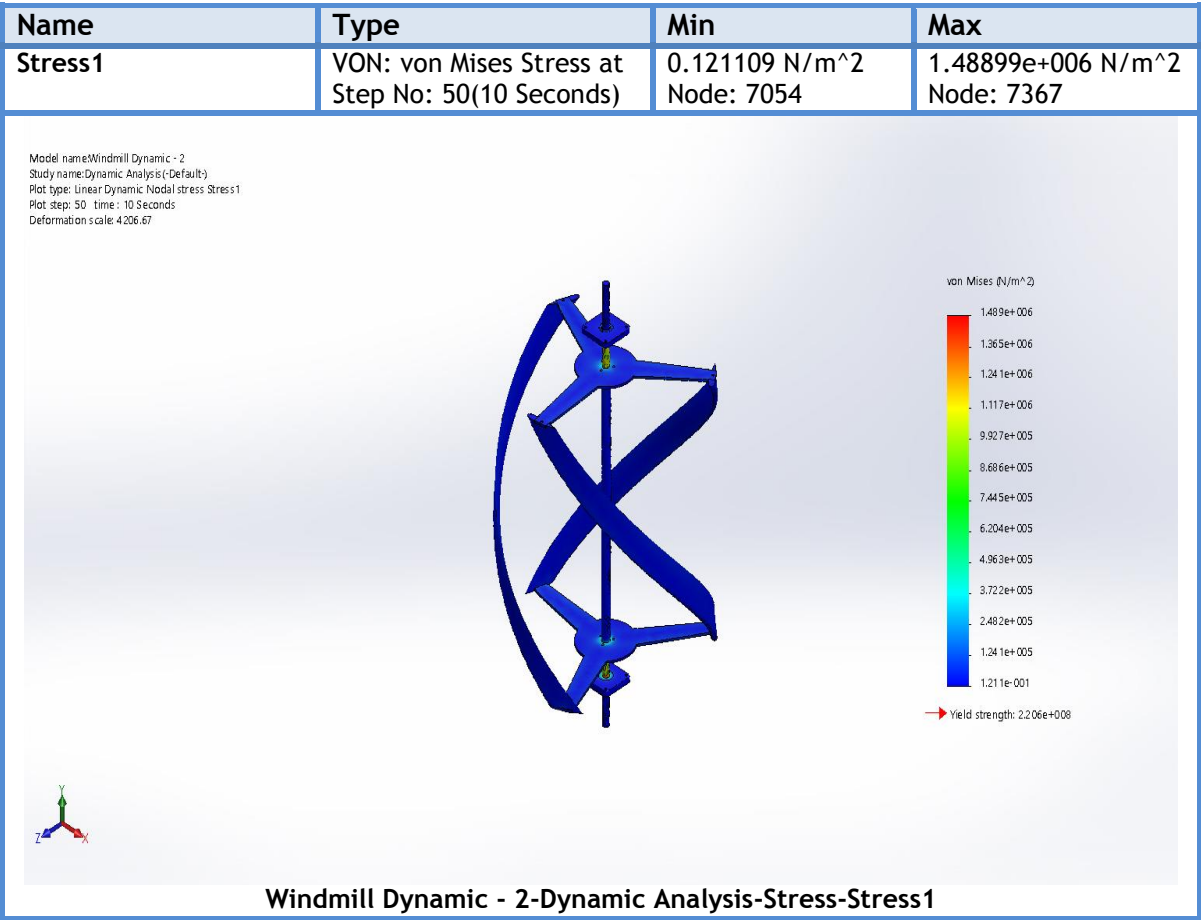 Name Type Min Max
Stress1 VON: von Mises Stress at 0.121109 N/m^2 1.48899e+006 N/m^2
Step No: 50(10 Seconds) Node: 7054 Node: 7367
Model name:Windmill Dynamic - 2
Study name:Dynamic Analysis(-Default-)
Plot type: Linear Dynamic Nodal stress Stress1
Plot step: 50 time : 10 Seconds
Deformation scale: 4206.67
von Mises (N/m^2)
1.489e+006
1.365e+006
1.241e+006
1.117e+006
9.927e+005
8.686e+005
7.445e+005
6.204e+005
4.963e+005
3.722e+005
2.482e+005
1.241e+005
1.211e-001
Yield strength: 2.206e+008
Y
Z X
Windmill Dynamic - 2-Dynamic Analysis-Stress-Stress1